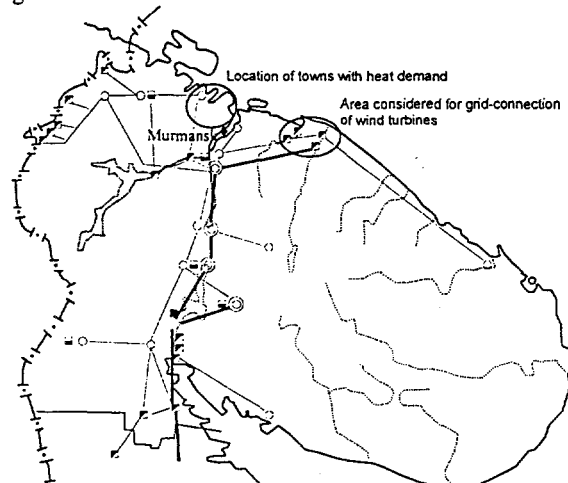 Location of towns with heat demand
Area considered for grid-connection
of wind turbines
Murmans